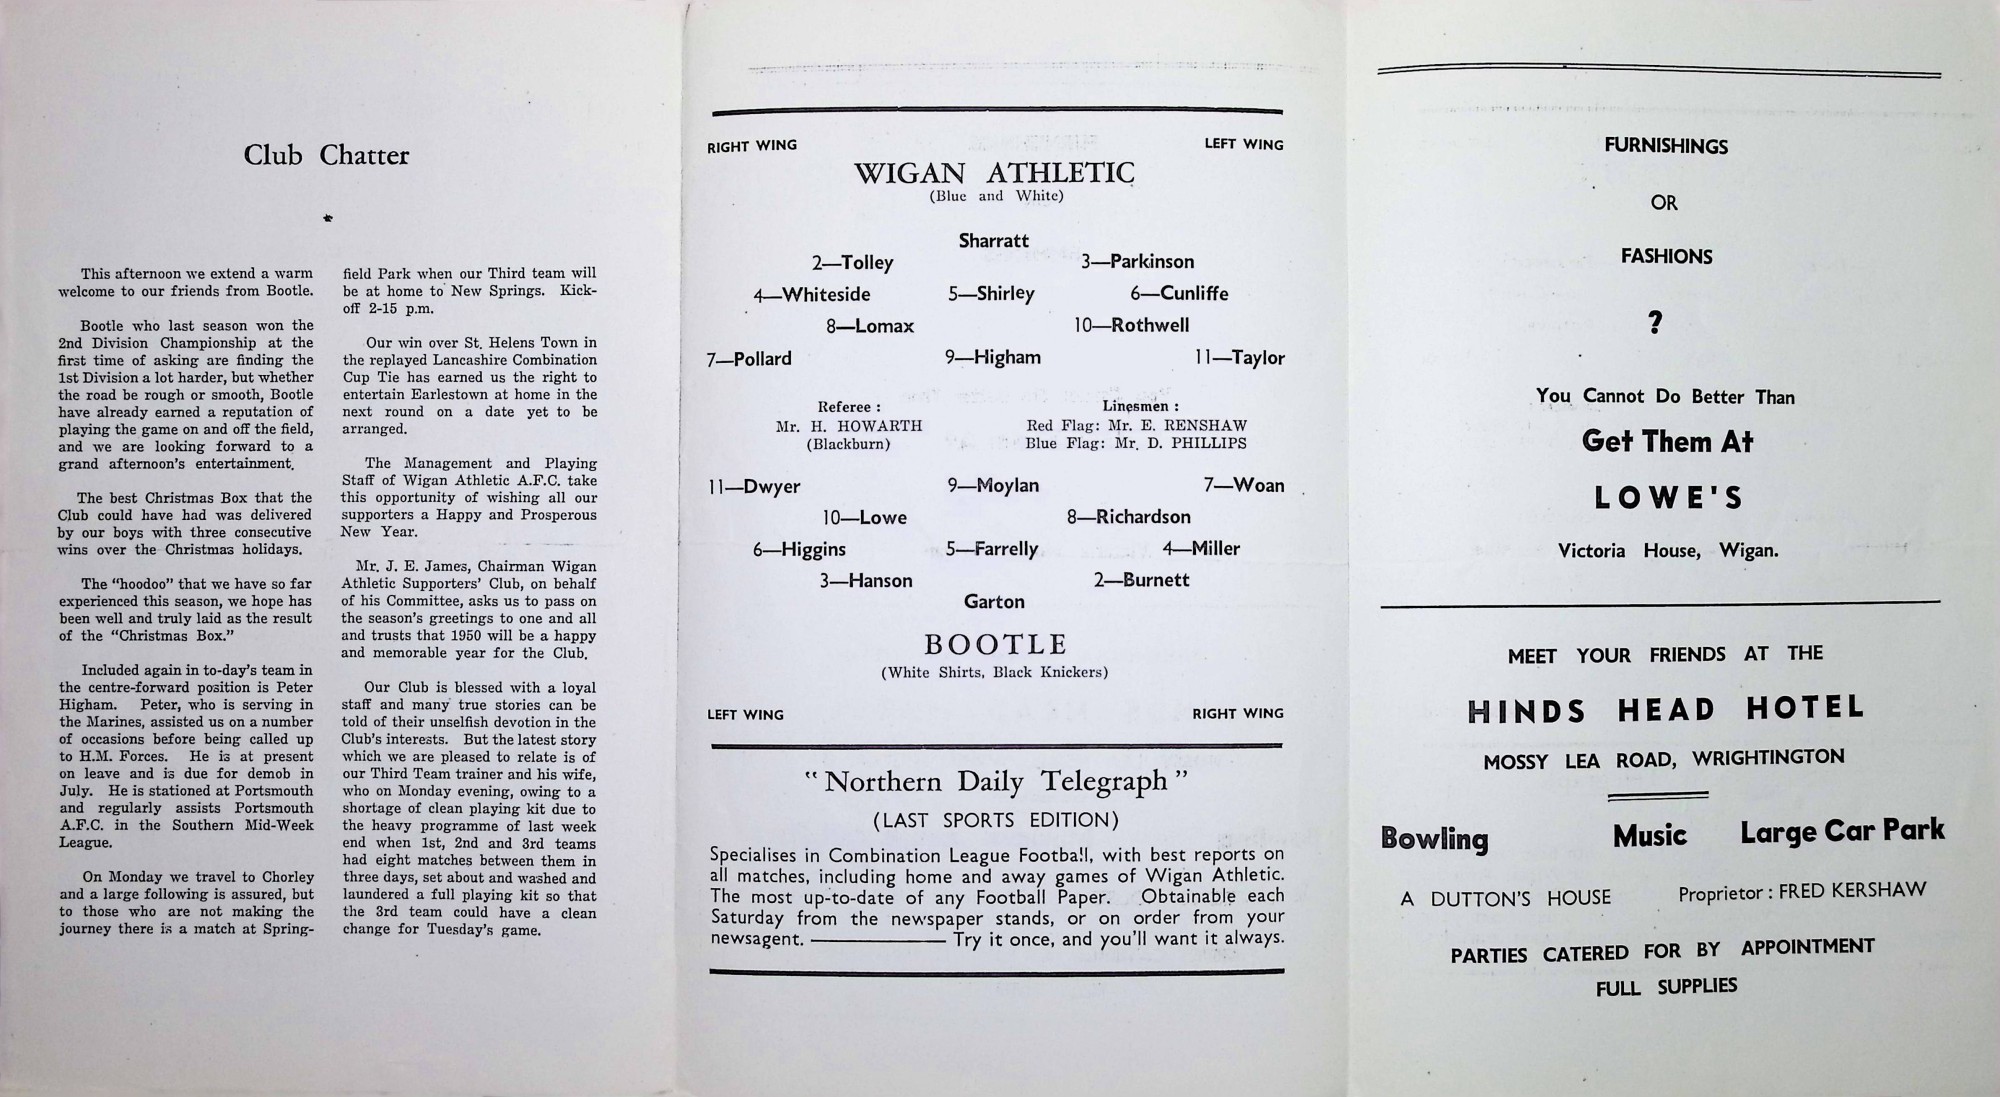 Club Chatter
This afternoon we extend a warm
welcome to our friends from Bootle.
Bootle who last season won the
2nd Division Championship at the
first time of asking are finding the
1st Division a lot harder, but whether
the road be rough or smooth, Bootle
have already earned a reputation of
playing the game on and off the field,
and we are looking forward to a
grand afternoon's entertainment.
The best Christmas Box that the
Club could have had was delivered
by our boys with three consecutive
wins over the Christmas holidays.
The "hoodoo" that we have so far
experienced this season, we hope has
been well and truly laid as the result
of the "Christmas Box."
Included again in to-day's team in
the centre-forward position is Peter
Higham. Peter, who is serving in
the Marines, assisted us on a number
of occasions before being called up
to H.M. Forces. He is at present
on leave and is due for demob in
July. He is stationed at Portsmouth
and regularly assists Portsmouth
A.F.C. in the Southern Mid-Week
League.
On Monday we travel to Chorley
and a large following is assured, but
to those who are not making the
journey there is a match at Spring-
field Park when our Third team will
be at home to New Springs. Kick-
off 2-15 p.m.
Our win over St. Helens Town in
the replayed Lancashire Combination
Cup Tie has earned us the right to
entertain Earlestown at home in the
next round on a date yet to be
arranged.
The Management and Playing
Staff of Wigan Athletic A.F.C. take
this opportunity of wishing all our
supporters a Happy and Prosperous
New Year.
Mr. J. E. James, Chairman Wigan
Athletic Supporters' Club, on behalf
of his Committee, asks us to pass on
the season's greetings to one and all
and trusts that 1950 will be a happy
and memorable year for the Club.
Our Club is blessed with a loyal
staff and many true stories can be
told of their unselfish devotion in the
Club's interests. But the latest story
which we are pleased to relate is of
our Third Team trainer and his wife,
who on Monday evening, owing to a
shortage of clean playing kit due to
the heavy programme of last week
end when 1st, 2nd and 3rd teams
had eight matches between them in
three days, set about and washed and
laundered a full playing kit so that
the 3rd team could have a clean
change for Tuesday's game.
RIGHT WING LEFT WING
WIGAN ATHLETIC
(Blue and White)
Sharratt
2—Tolley 3—Parkinson
4—Whiteside 5—Shirley 6—Cunliffe
8—Lomax 10—Rothwell
7—Pollard 9—Higham 11—Taylor
Referee : Linesmen :
Mr. H. HOWARTH Red Flag: Mr. E. RENSHAW
(Blackburn) Blue Flag: Mr. D. PHILLIPS
11—Dwyer 9—Moylan 7—Woan
10—Lowe 8—Richardson
6—Higgins 5—Farrelly 4—Miller
3—Hanson 2—Burnett
Garton
BOOTLE
(White Shirts, Black Knickers)
LEFT WING RIGHT WING
"Northern Daily Telegraph"
(LAST SPORTS EDITION)
Specialises in Combination League Football, with best reports on
all matches, including home and away games of Wigan Athletic.
The most up-to-date of any Football Paper. Obtainable each
Saturday from the newspaper stands, or on order from your
newsagent. ——— Try it once, and you'll want it always.
FURNISHINGS
OR
FASHIONS
?
You Cannot Do Better Than
Get Them At
LOWE'S
Victoria House, Wigan.
MEET YOUR FRIENDS AT THE
HINDS HEAD HOTEL
MOSSY LEA ROAD, WRIGHTINGTON
Bowling Music Large Car Park
A DUTTON'S HOUSE Proprietor : FRED KERSHAW
PARTIES CATERED FOR BY APPOINTMENT
FULL SUPPLIES